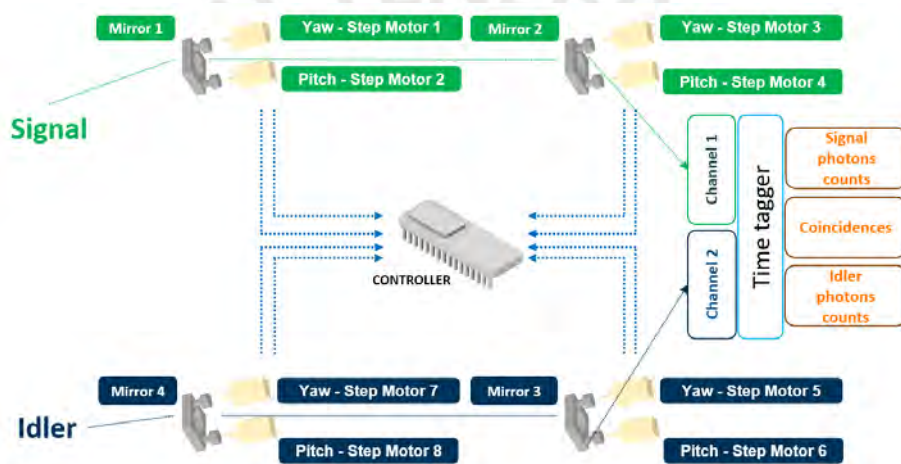 Mirror 1
Yaw - Step Motor 1
Mirror 2
Yaw - Step Motor 3
Pitch - Step Motor 2
Pitch - Step Motor 4
Signal
Channel 1
Channel 2
Time tagger
Signal
photons
counts
Coincidences
Idler
photons
counts
CONTROLLER
Mirror 4
Yaw - Step Motor 7
Mirror 3
Yaw - Step Motor 5
Idler
Pitch - Step Motor 8
Pitch - Step Motor 6